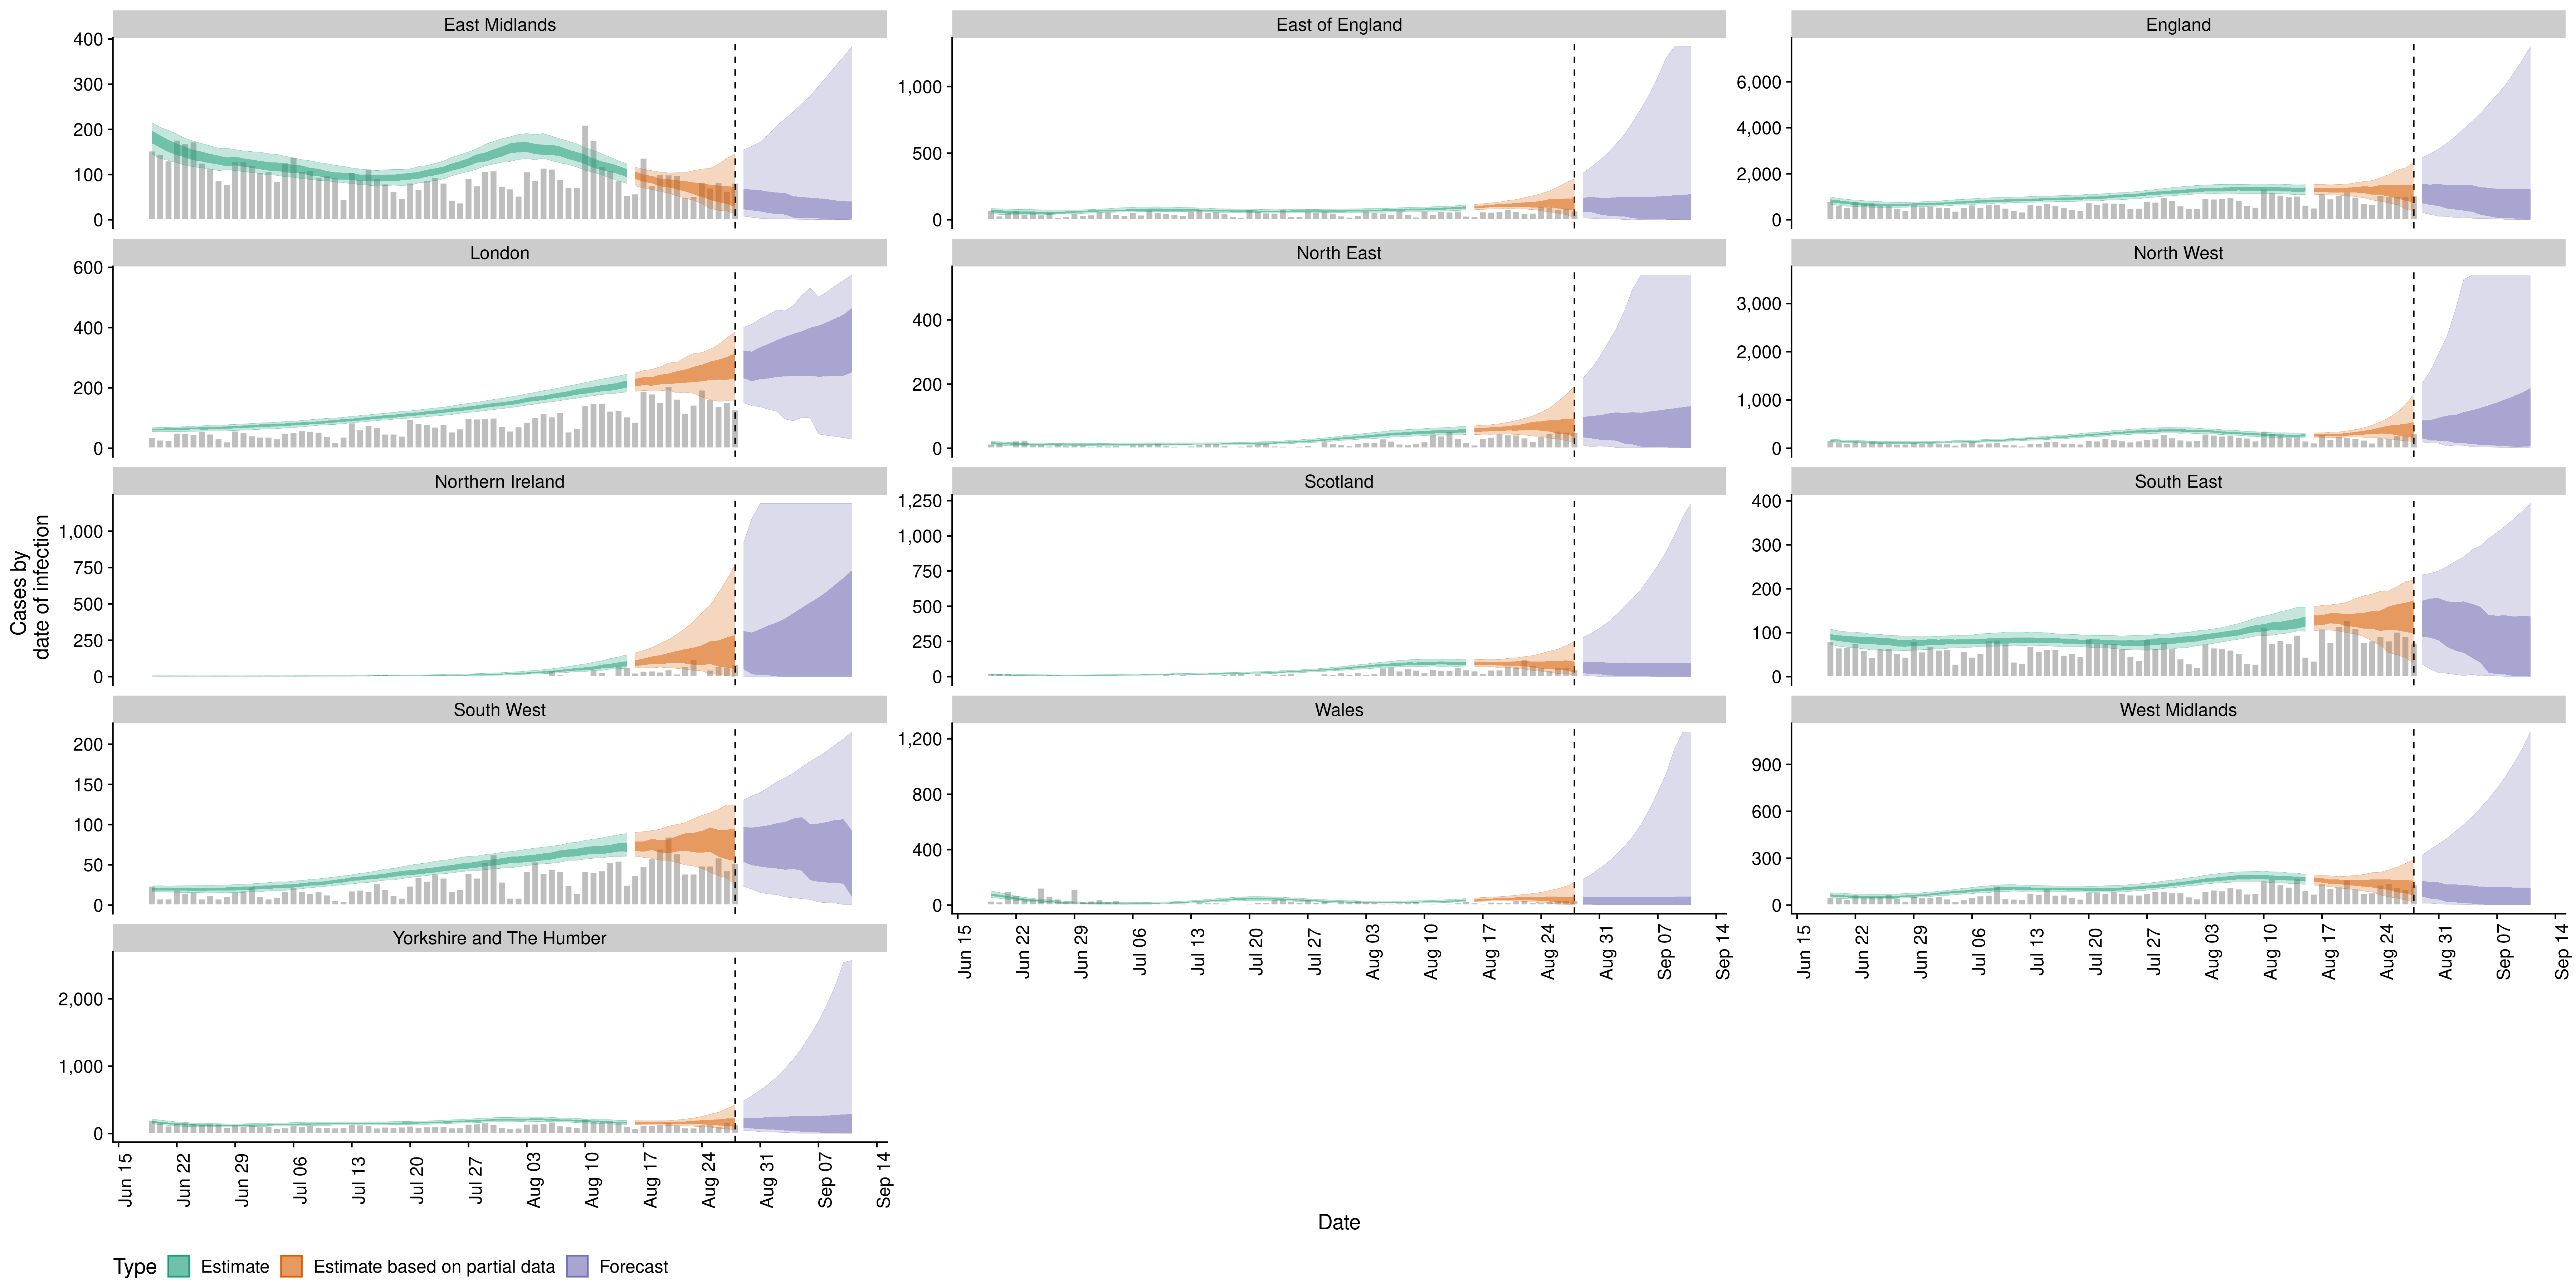 East Midlands
East of England
England
400
300
200
100
0
1,000
500
0
6,000
4,000
2,000
0
London
North East
North West
600
400
200
0
400
200
0
3,000
2,000
1,000
0
Northern Ireland
Scotland
South East
1,000
750
500
250
0
1,250
1,000
750
500
250
0
400
300
200
100
0
Cases by
date of infection
South West
Wales
West Midlands
200
150
100
50
0
1,200
800
400
0
900
600
300
0
Jun 15
Jun 22
Jun 29
Jul 06
Jul 13
Jul 20
Jul 27
Aug 03
Aug 10
Aug 17
Aug 24
Aug 31
Sep 07
Sep 14
Jun 15
Jun 22
Jun 29
Jul 06
Jul 13
Jul 20
Jul 27
Aug 03
Aug 10
Aug 17
Aug 24
Aug 31
Sep 07
Sep 14
Yorkshire and The Humber
2,000
1,000
0
Jun 15
Jun 22
Jun 29
Jul 06
Jul 13
Jul 20
Jul 27
Aug 03
Aug 10
Aug 17
Aug 24
Aug 31
Sep 07
Sep 14
Date
Type Estimate Estimate based on partial data Forecast